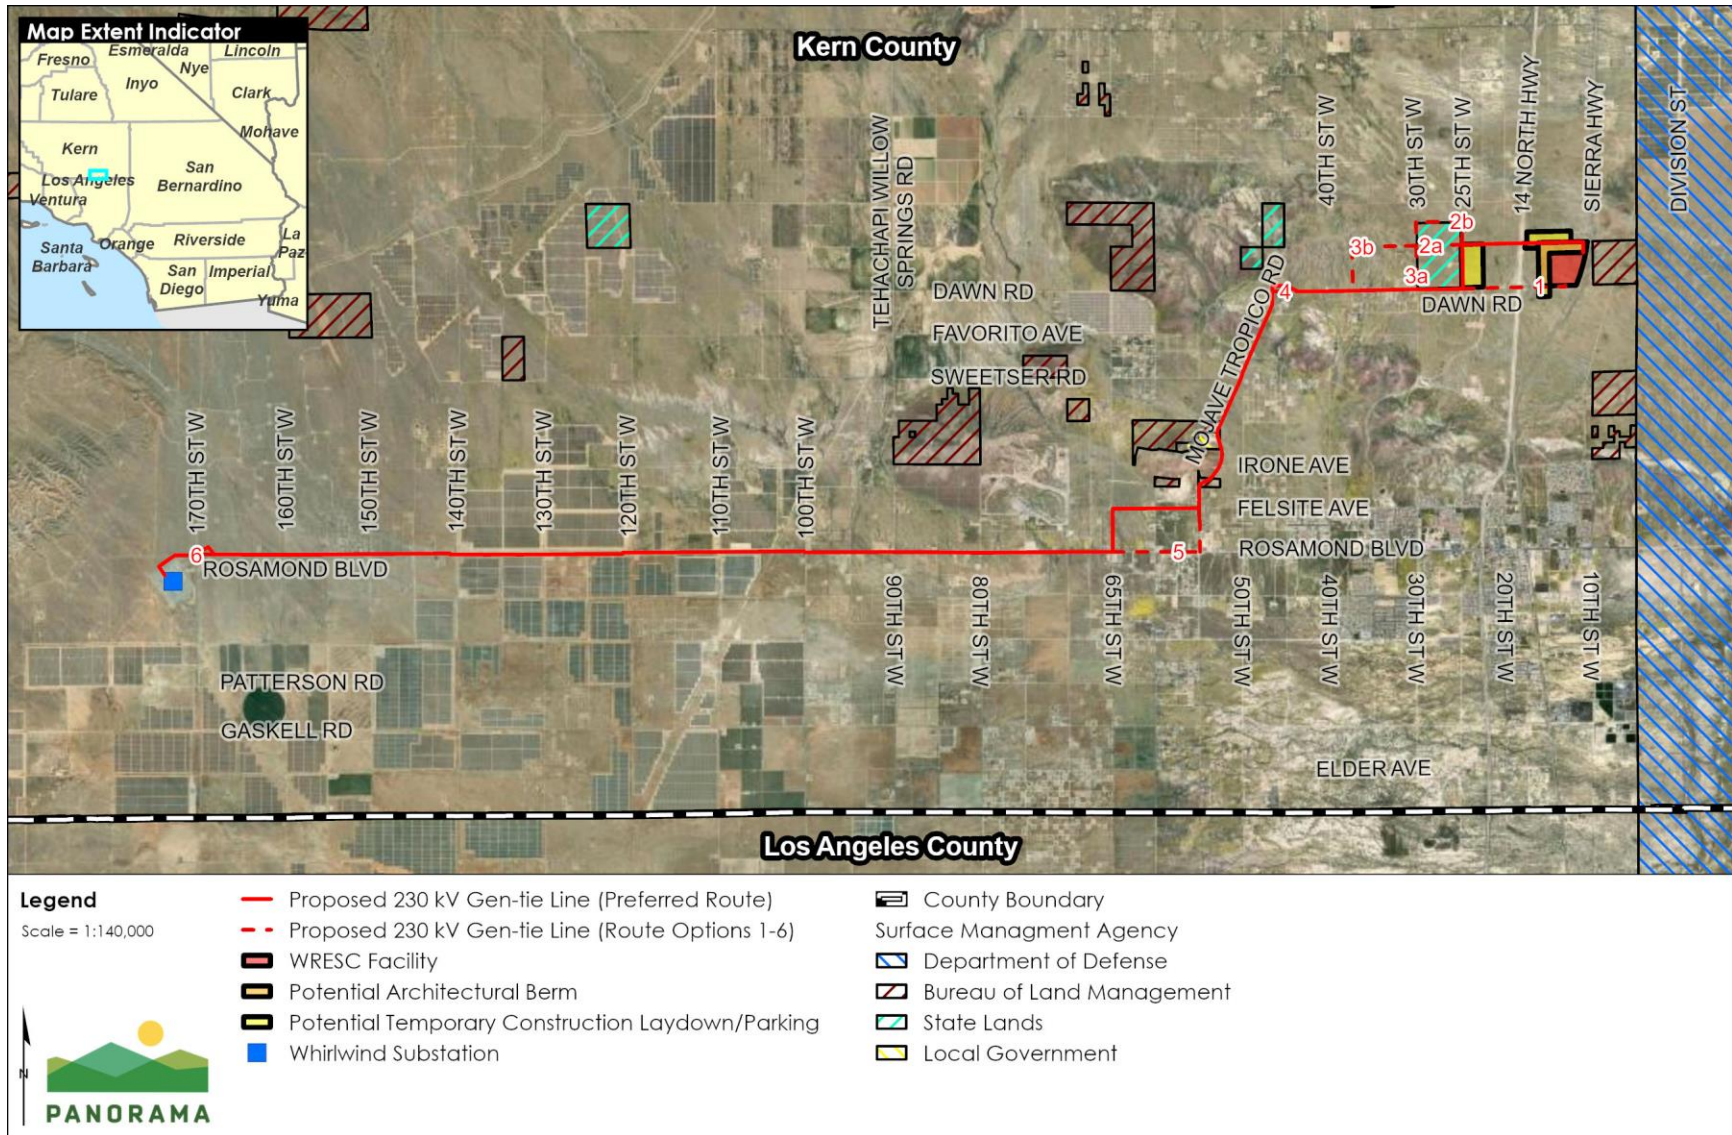 Map Extent Indicator
Esmeralda
Lincoln
Fresno
Nye
Inyo
Tulare
Clark
Mohave
Kern
San
Bernardino
Los Angeles
Ventura
Santa
Barbara
Orange
Riverside
La
Paz
San
Diego
Imperial
Yuma
Kern County
TEHACHAPI WILLOW
SPRINGS RD
40TH ST W
30TH ST W
25TH ST W
14 NORTH HWY
SIERRA HWY
DIVISION ST
2b
3b
2a
3a
1
4
DAWN RD
DAWN RD
FAVORITO AVE
SWEETSER RD
MOJAVE TROPICO RD
170TH ST W
160TH ST W
150TH ST W
140TH ST W
130TH ST W
120TH ST W
110TH ST W
100TH ST W
IRONE AVE
FELSITE AVE
6
5
ROSAMOND BLVD
ROSAMOND BLVD
90TH ST W
80TH ST W
65TH ST W
50TH ST W
40TH ST W
30TH ST W
20TH ST W
10TH ST W
PATTERSON RD
GASKELL RD
ELDER AVE
Los Angeles County
Legend
Scale = 1:140,000
Proposed 230 kV Gen-tie Line (Preferred Route)
Proposed 230 kV Gen-tie Line (Route Options 1-6)
WRESC Facility
Potential Architectural Berm
Potential Temporary Construction Laydown/Parking
Whirlwind Substation
County Boundary
Surface Managment Agency
Department of Defense
Bureau of Land Management
State Lands
Local Government
N
PANORAMA